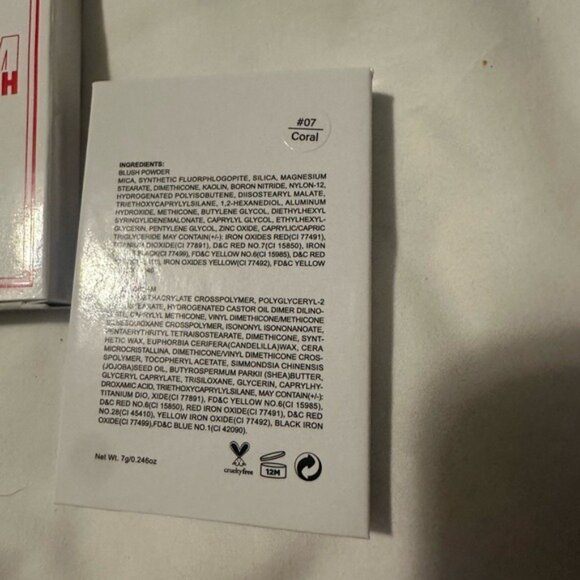 H
#07
Coral
INGREDIENTS:
BLUSH POWDER
MICA, SYNTHETIC FLUORPHLOGOPITE, SILICA, MAGNESIUM
STEARATE, DIMETHICONE, KAOLIN, BORON NITRIDE, NYLON-12,
HYDROGENATED POLYISOBUTENE, DIISOSTEARYL MALATE,
TRIETHOXYCAPRYLYLSILANE, 1,2-HEXANEDIOL, ALUMINUM
HYDROXIDE, METHICONE, BUTYLENE GLYCOL, DIETHYLHEXYL
SYRINGYLIDENEMALONATE, CAPRYLYL GLYCOL, ETHYLHEXYL-
GLYCERIN, PENTYLENE GLYCOL, ZINC OXIDE, CAPRYLIC/CAPRIC
TRIGLYCERIDE MAY CONTAIN(+/-): IRON OXIDES RED(CI 77491),
TITANIUM DIOXIDE(CI 77891), D&C RED NO.7(CI 15850), IRON
BLACK(CI 77499), FD&C YELLOW NO.6(CI 15985), D&C RED
IRON OXIDES YELLOW(CI 77492), FD&C YELLOW
CROSSPOLYMER, POLYGLYCERYL-2
HYDROGENATED CASTOR OIL DIMER DILINO-
CAPRYLYL METHICONE, VINYL DIMETHICONE/METHICONE
CROSSPOLYMER, ISONONYL ISONONANOATE,
PENTAERYTHRITYL TETRAISOSTEARATE, DIMETHICONE, SYNT-
HETIC WAX, EUPHORBIA CERIFERA(CANDELILLA)WAX, CERA
MICROCRISTALLINA, DIMETHICONE/VINYL DIMETHICONE CROS-
SPOLYMER, TOCOPHERYL ACETATE, SIMMONDSIA CHINENSIS
(JOJOBA)SEED OIL, BUTYROSPERMUM PARKII (SHEA)BUTTER,
GLYCERYL CAPRYLATE, TRISILOXANE, GLYCERIN, CAPRYLHY-
DROXAMIC ACID, TRIETHOXYCAPRYLYLSILANE, MAY CONTAIN(+/-):
TITANIUM DIO, XIDE(CI 77891), FD&C YELLOW NO.6 (CI 15985),
D&C RED NO.6(CI 15850), RED IRON OXIDE(CI 77491), D&C RED
NO.28(CI 45410), YELLOW IRON OXIDE(CI 77492), BLACK IRON
OXIDE(CI 77499),FD&C BLUE NO.1(CI 42090).
crueltyfree
12M
Net Wt. 7g/0.246oz